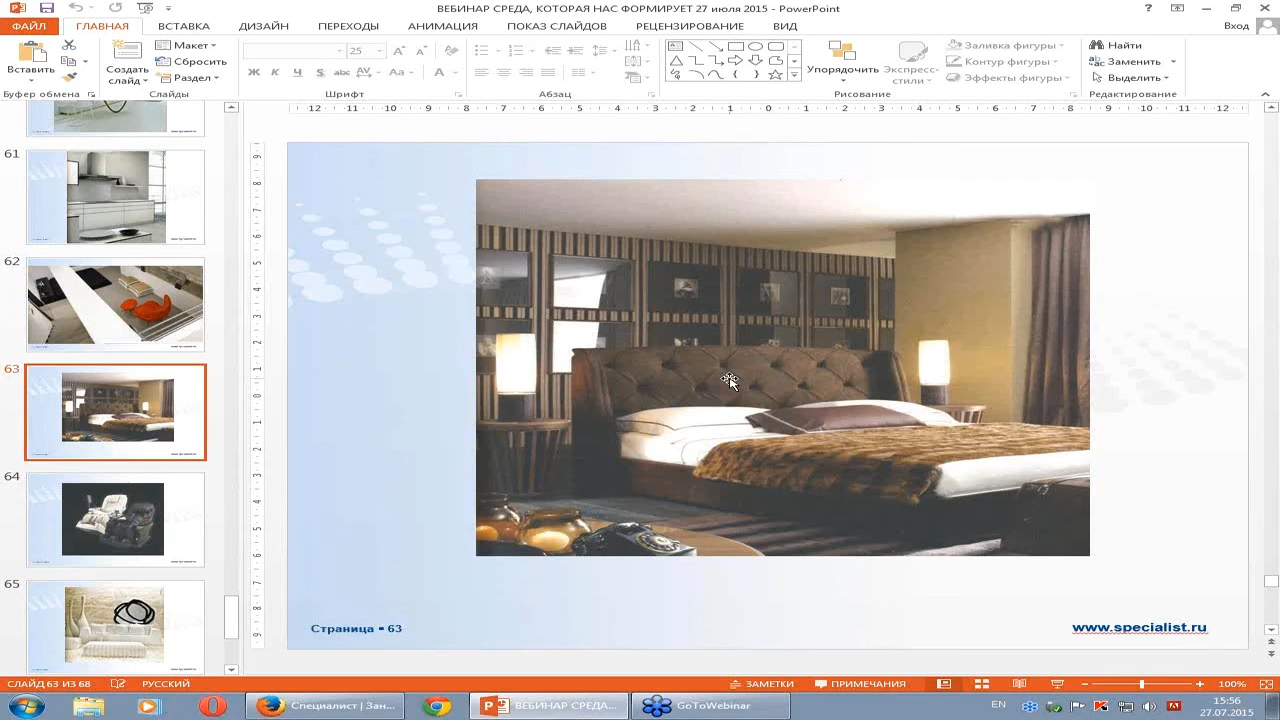 ВЕБИНАР СРЕДА, КОТОРАЯ НАС ФОРМИРУЕТ 27 июля 2015 - PowerPoint
ФАЙЛ ГЛАВНАЯ ВСТАВКА ДИЗАЙН ПЕРЕХОДЫ ПОКАЗ СЛАЙДОВ ВИД Вход
Вставить
Создать слайд
Макет
Сбросить
Раздел
25
Упорядочить
Экспресс-стили
Заливка фигуры
Контур фигуры
Эффекты фигуры
Найти
Заменить
Выделить
Буфер обмена Слайды Шрифт Абзац Рисование Редактирование
61
62
63
64
65
Страница ▪ 63
www.specialist.ru
СЛАЙД 63 ИЗ 68 РУССКИЙ ЗАМЕТКИ ПРИМЕЧАНИЯ 100%
Специалист | Зан...
ВЕБИНАР СРЕДА...
GoToWebinar
EN
15:56
27.07.2015